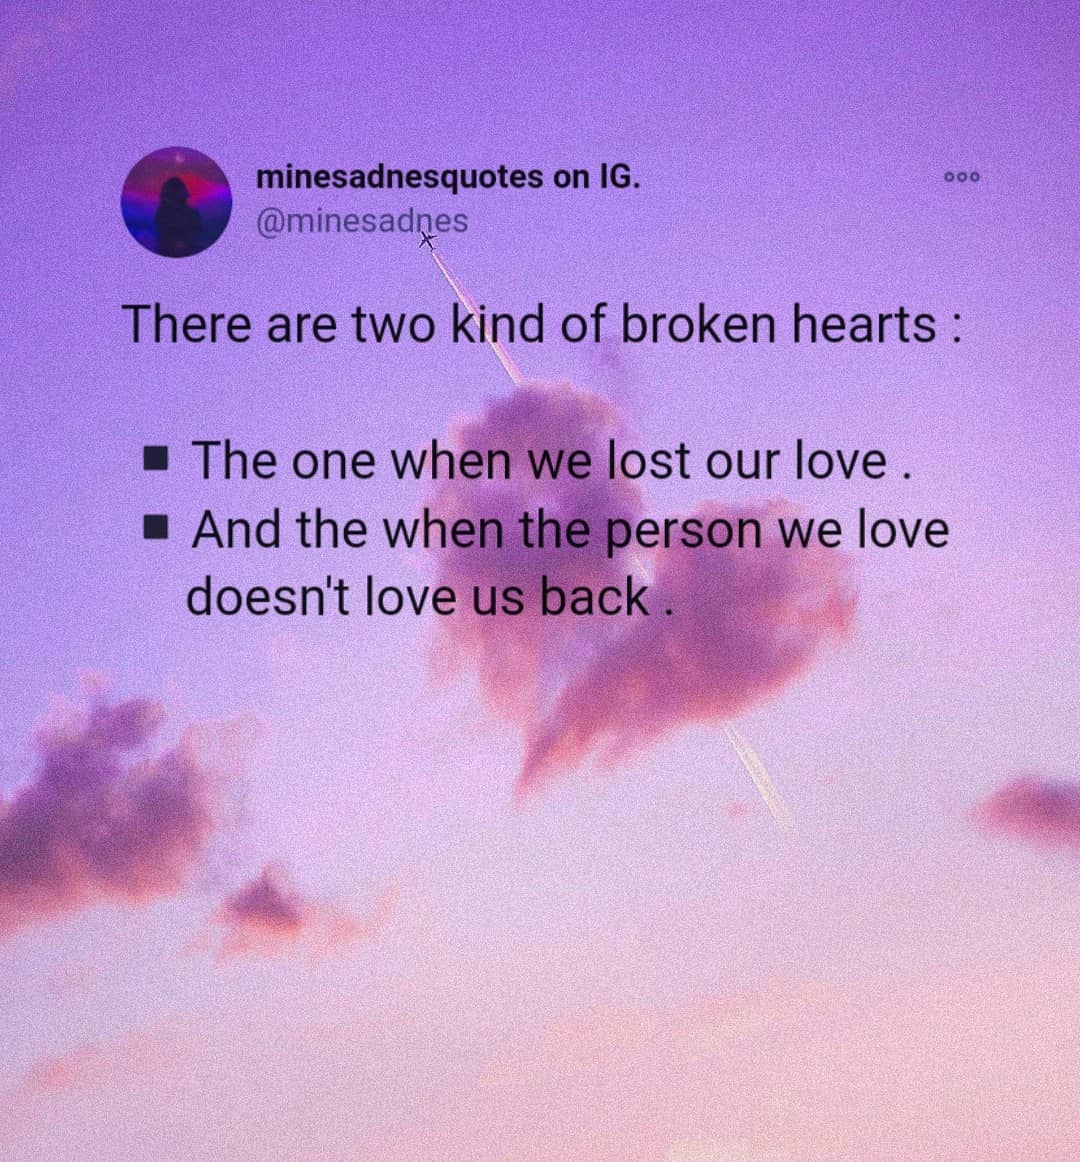 minesadnesquotes on IG.
@minesadnes
There are two kind of broken hearts :
▪ The one when we lost our love .
▪ And the when the person we love
doesn't love us back .